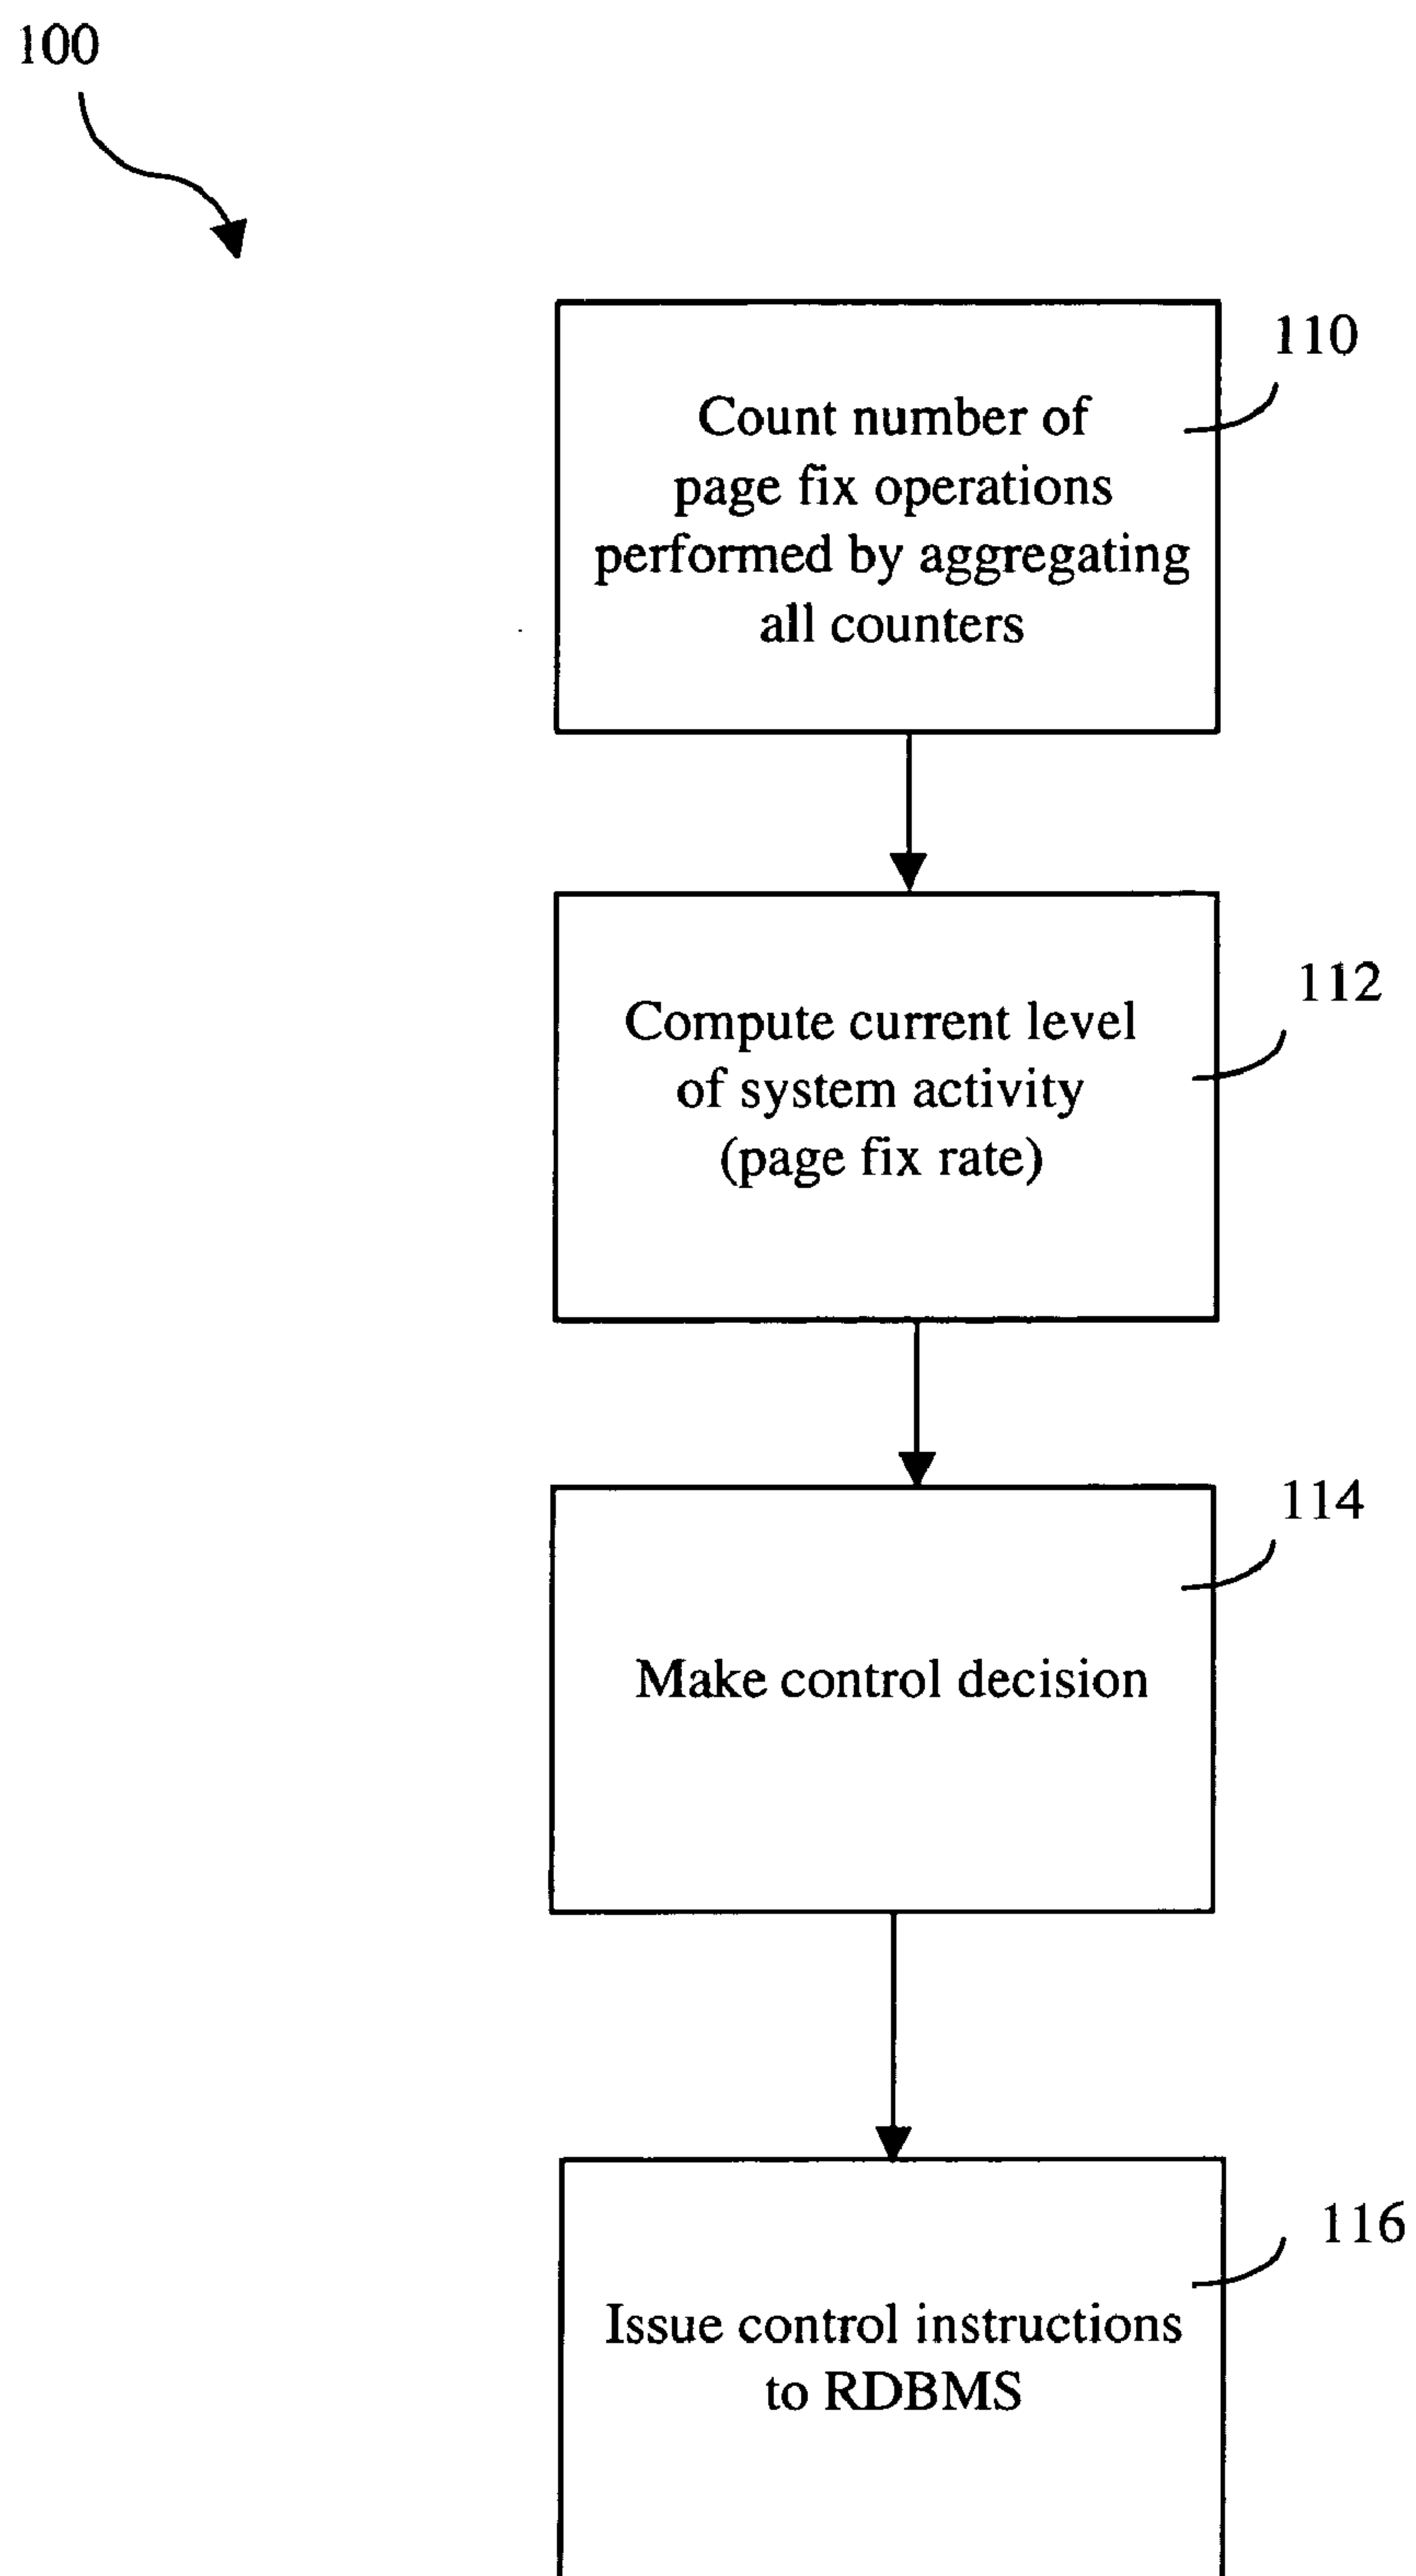 100
110
Count number of
page fix operations
performed by aggregating
all counters
112
Compute current level
of system activity
(page fix rate)
114
Make control decision
116
Issue control instructions
to RDBMS